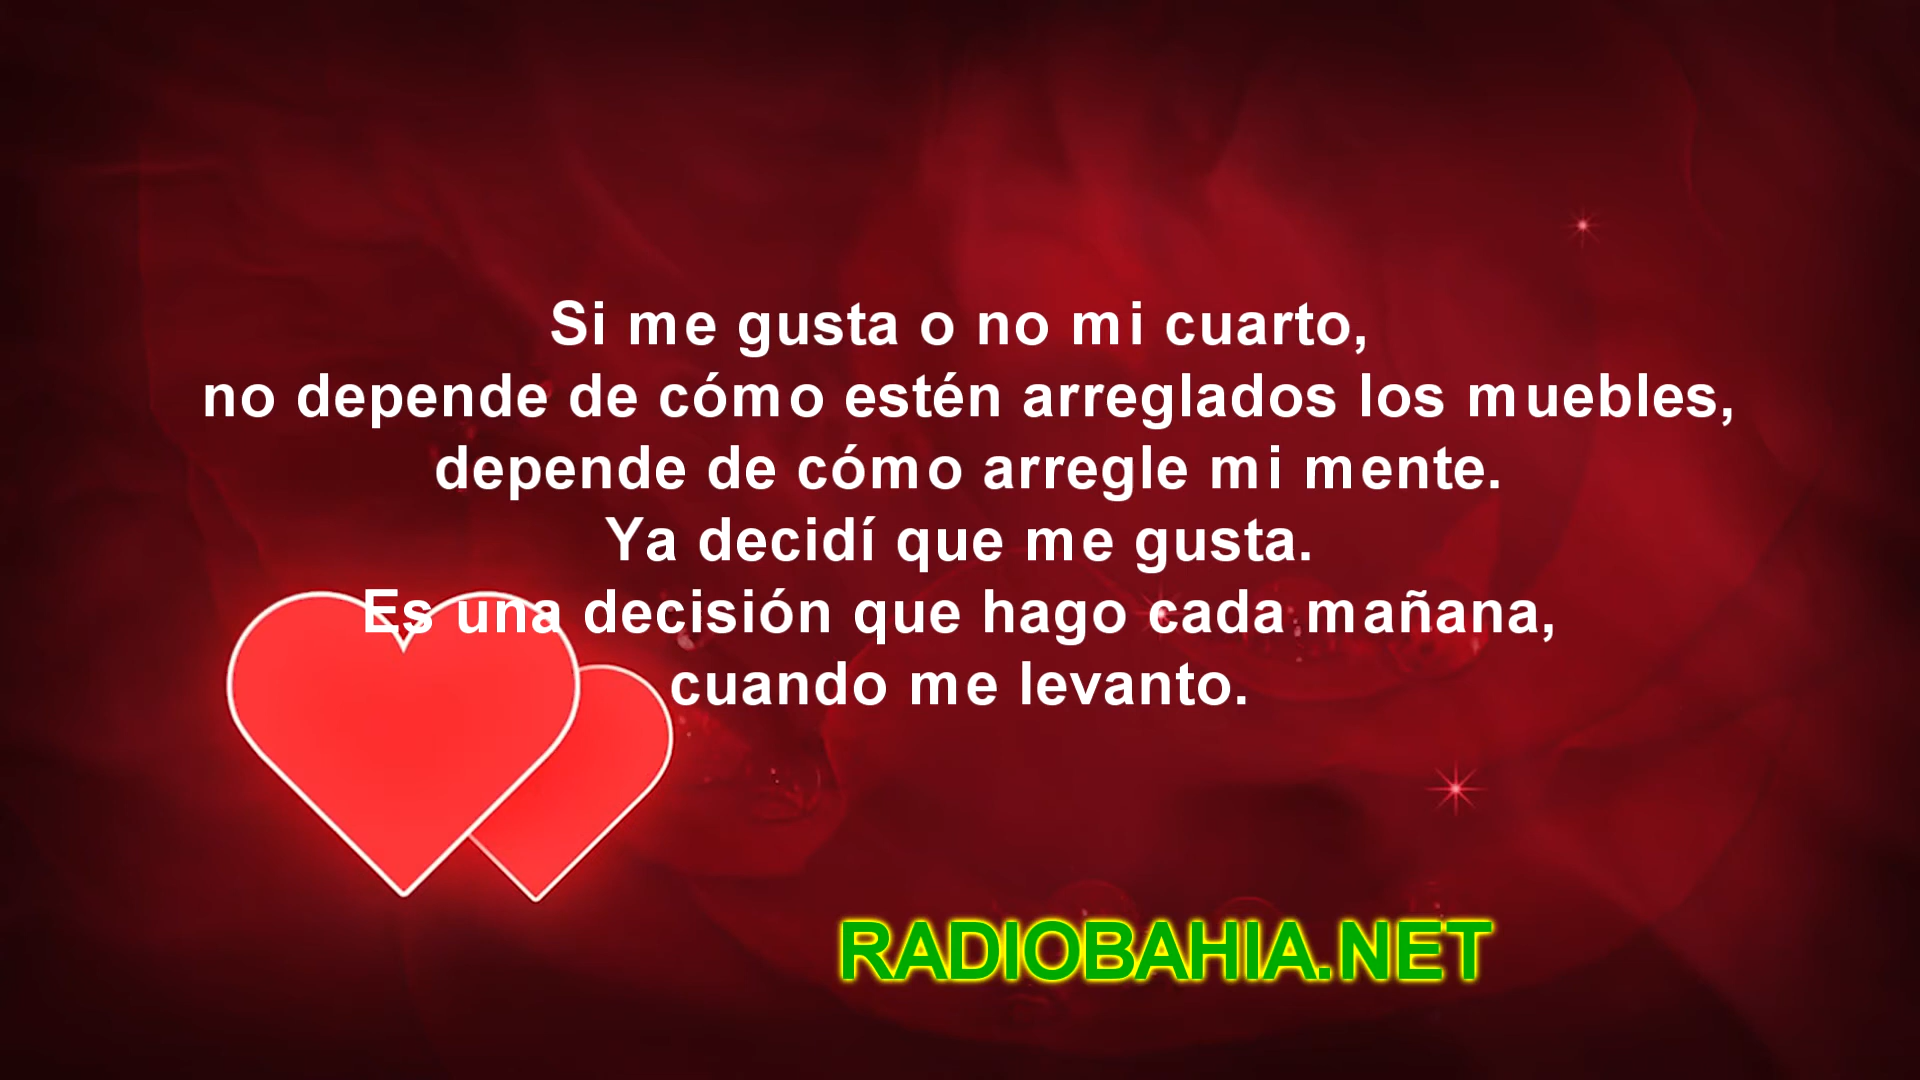 Si me gusta o no mi cuarto,
no depende de cómo estén arreglados los muebles,
depende de cómo arregle mi mente.
Ya decidí que me gusta.
Es una decisión que hago cada mañana,
cuando me levanto.
RADIOBAHIA.NET